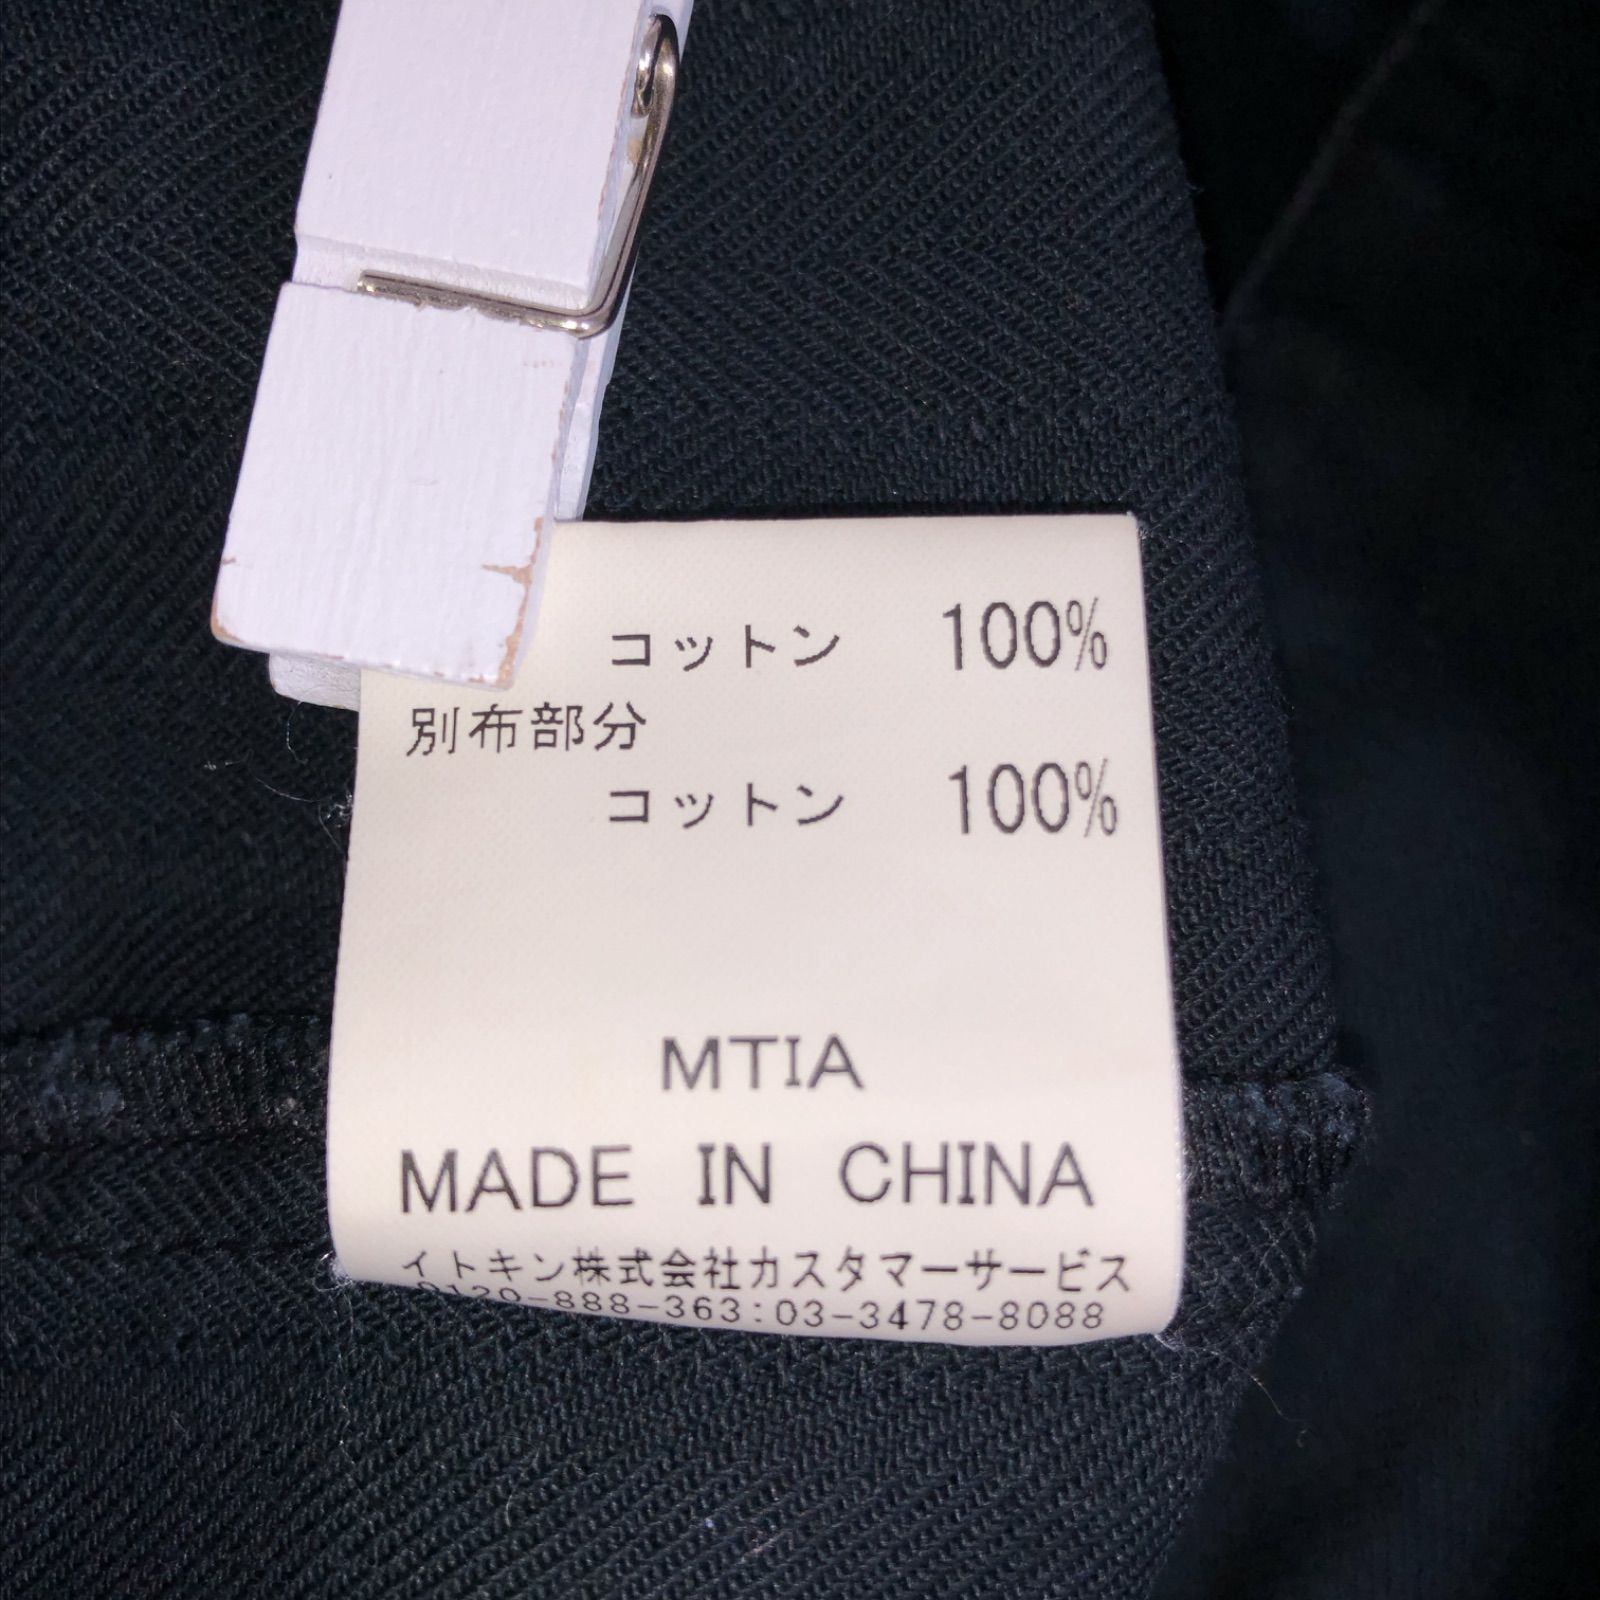 コットン 100%
別布部分
コットン 100%
MTIA
MADE IN CHINA
イトキン株式会社カスタマーサービス
0120-888-363:03-3478-8088